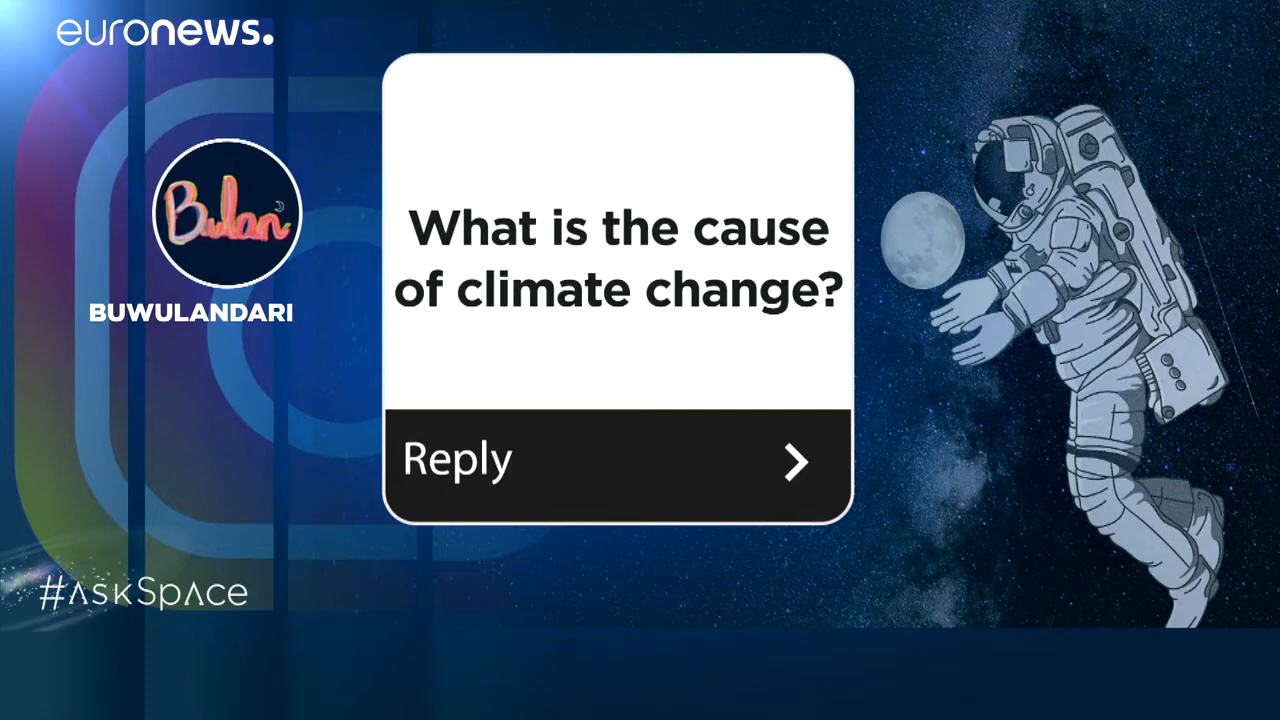 euronews.
Bulan
BUWULANDARI
What is the cause
of climate change?
Reply
#AskSpace